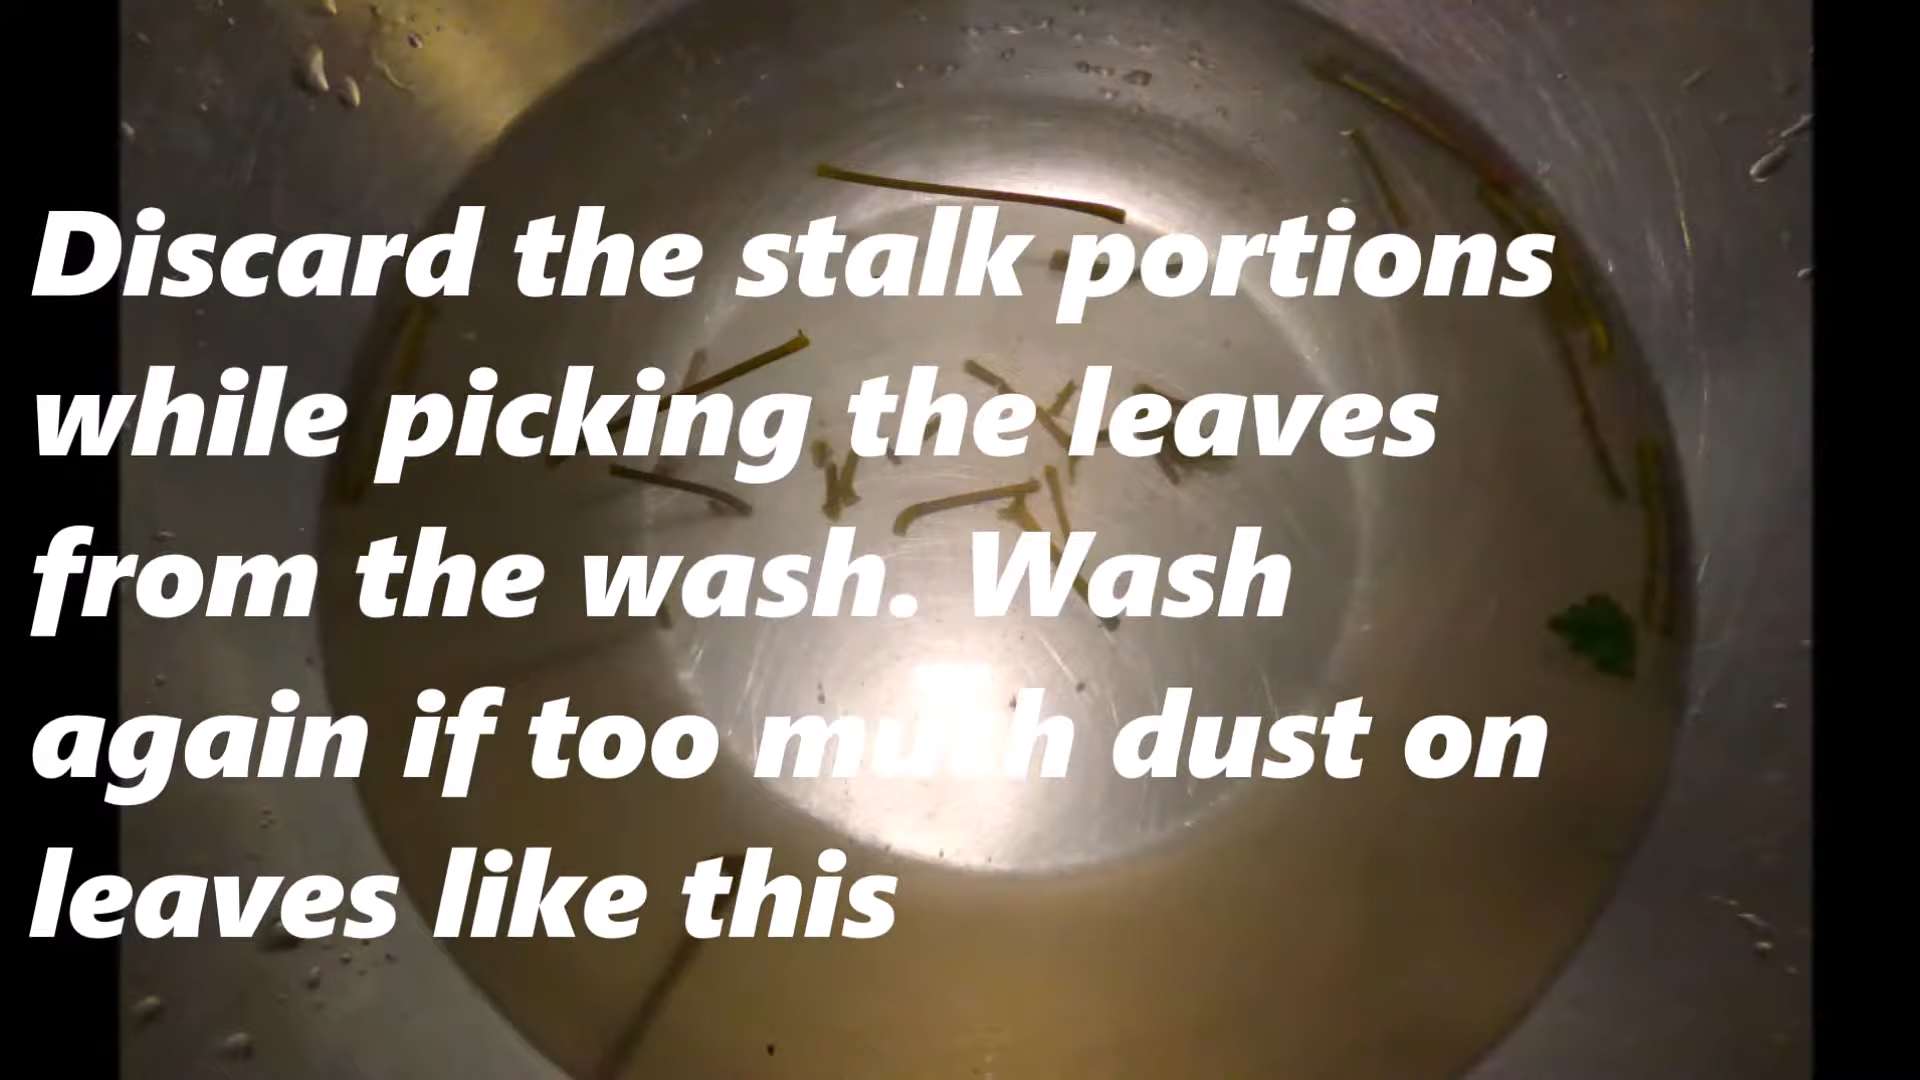 Discard the stalk portions
while picking the leaves
from the wash. Wash
again if too much dust on
leaves like this